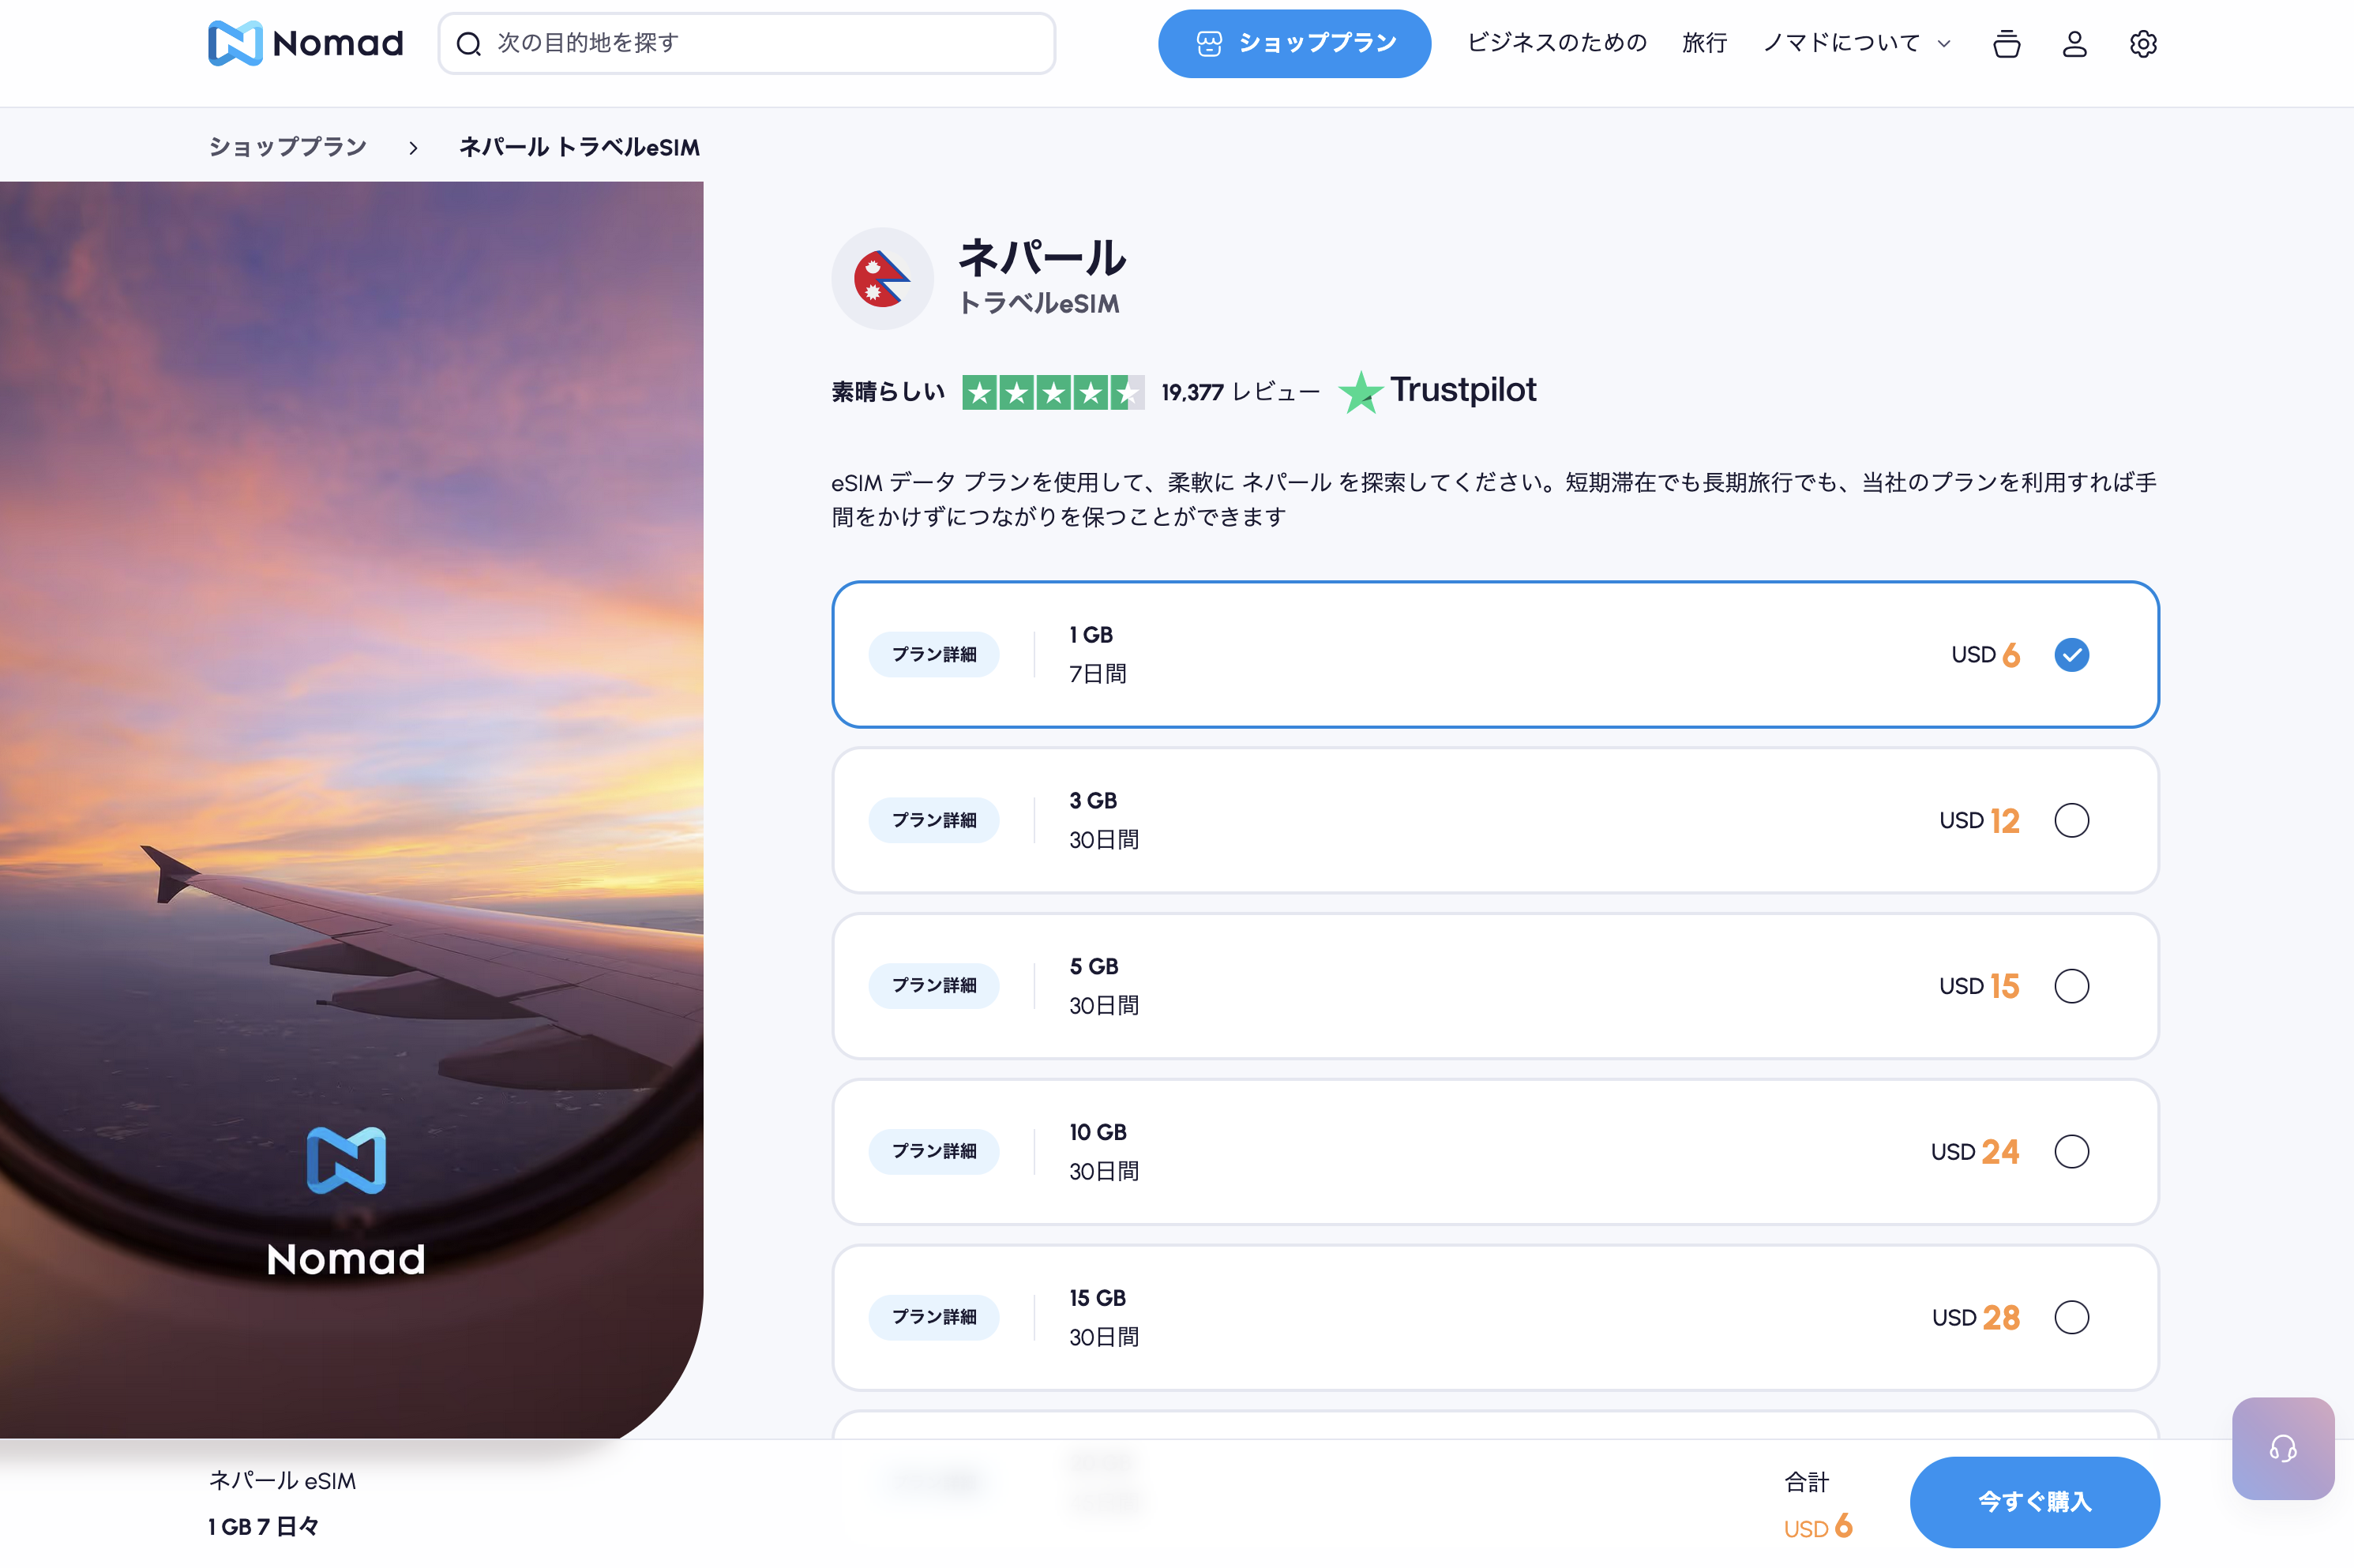 Nomad
次の目的地を探す
ショッププラン
ビジネスのための
旅行
ノマドについて
ショッププラン
ネパール トラベルeSIM
ネパール
トラベルeSIM
素晴らしい 19,377 レビュー Trustpilot
eSIM データ プランを使用して、柔軟に ネパール を探索してください。短期滞在でも長期旅行でも、当社のプランを利用すれば手
間をかけずにつながりを保つことができます
プラン詳細
1 GB
7日間
USD 6
プラン詳細
3 GB
30日間
USD 12
プラン詳細
5 GB
30日間
USD 15
プラン詳細
10 GB
30日間
USD 24
プラン詳細
15 GB
30日間
USD 28
Nomad
ネパール eSIM
1 GB 7 日々
合計
USD 6
今すぐ購入